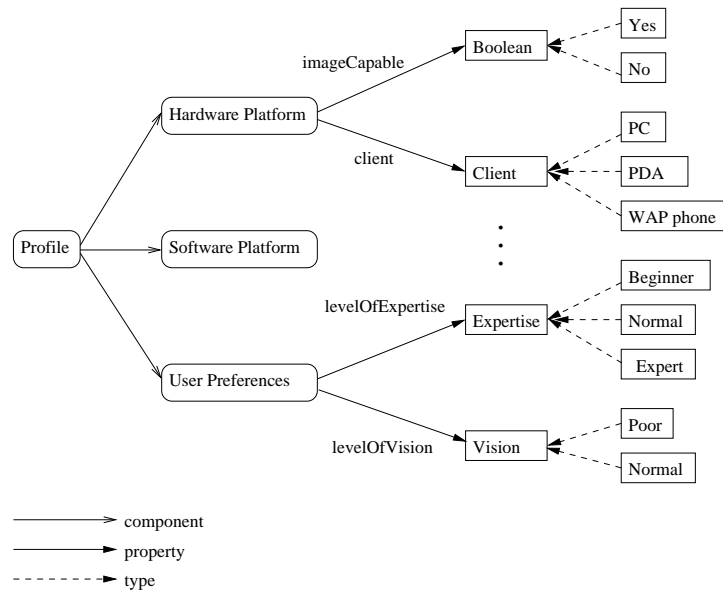 Yes
Boolean
imageCapable
No
Hardware Platform
PC
client
Client
PDA
WAP phone
Profile
Software Platform
Beginner
levelOfExpertise
Expertise
Normal
Expert
User Preferences
Poor
levelOfVision
Vision
Normal
component
property
type